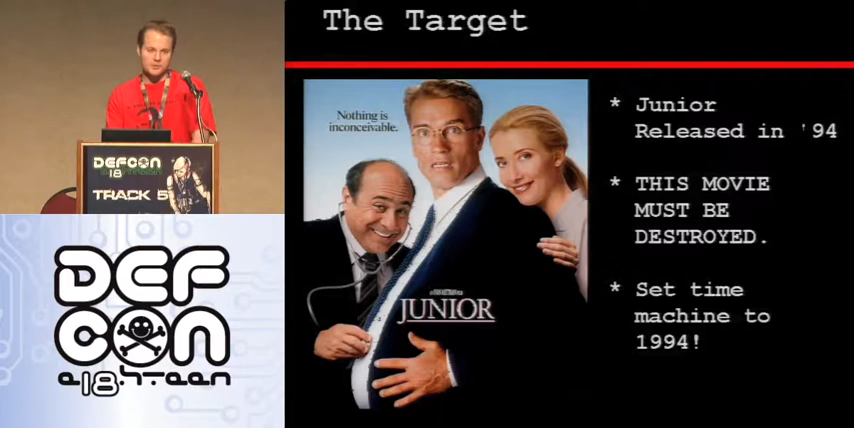 The Target
Nothing is
inconceivable.
JUNIOR
* Junior
Released in '94
* THIS MOVIE
MUST BE
DESTROYED.
* Set time
machine to
1994!
DEFCON
18
TRACK 5
DEF
CON
e18hteen